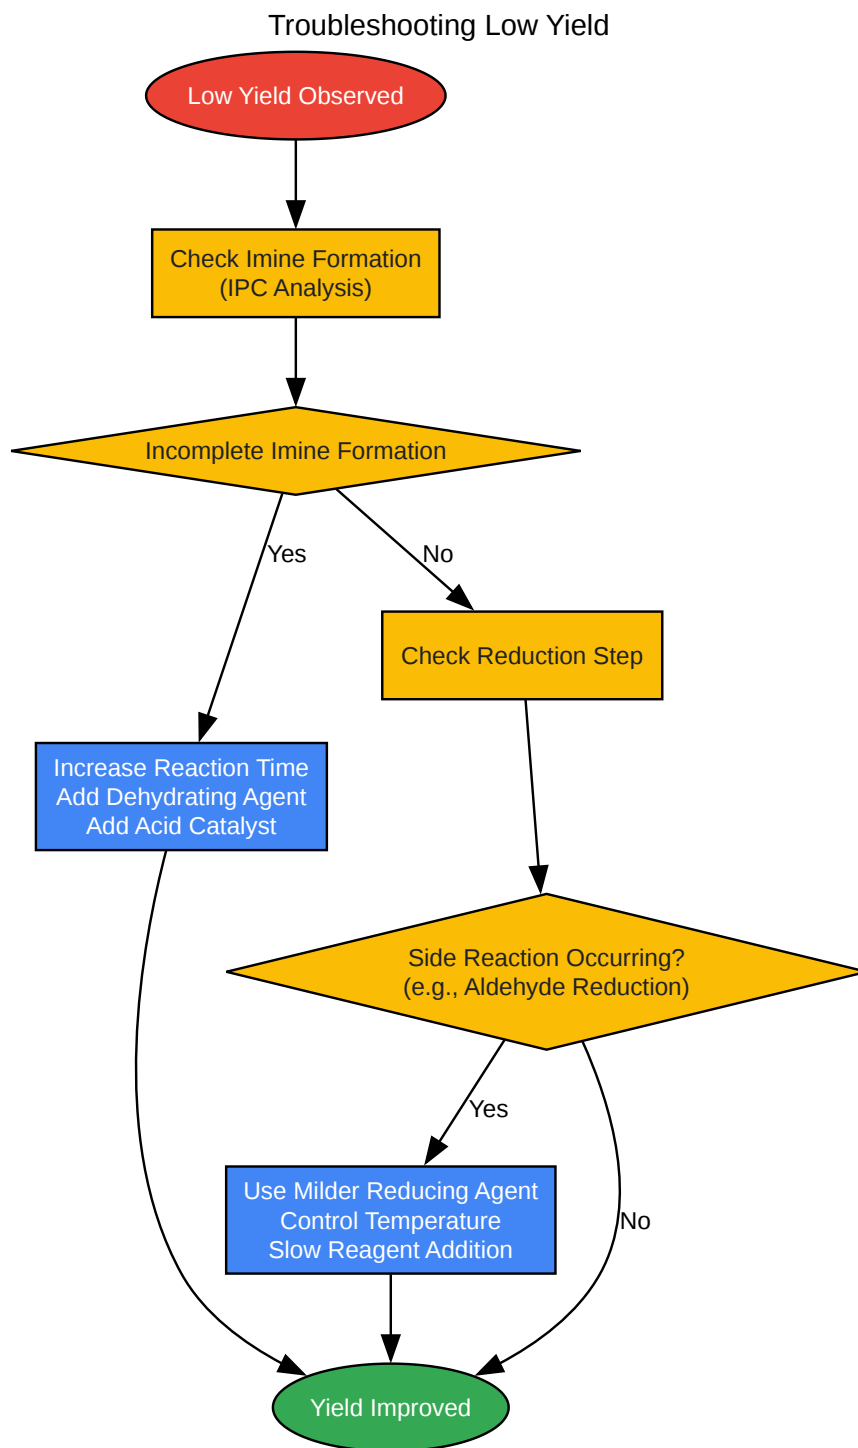 Troubleshooting Low Yield
Low Yield Observed
Check Imine Formation
(IPC Analysis)
Incomplete Imine Formation
Yes
No
Check Reduction Step
Increase Reaction Time
Add Dehydrating Agent
Add Acid Catalyst
Side Reaction Occurring?
(e.g., Aldehyde Reduction)
Yes
Use Milder Reducing Agent
Control Temperature
Slow Reagent Addition
No
Yield Improved